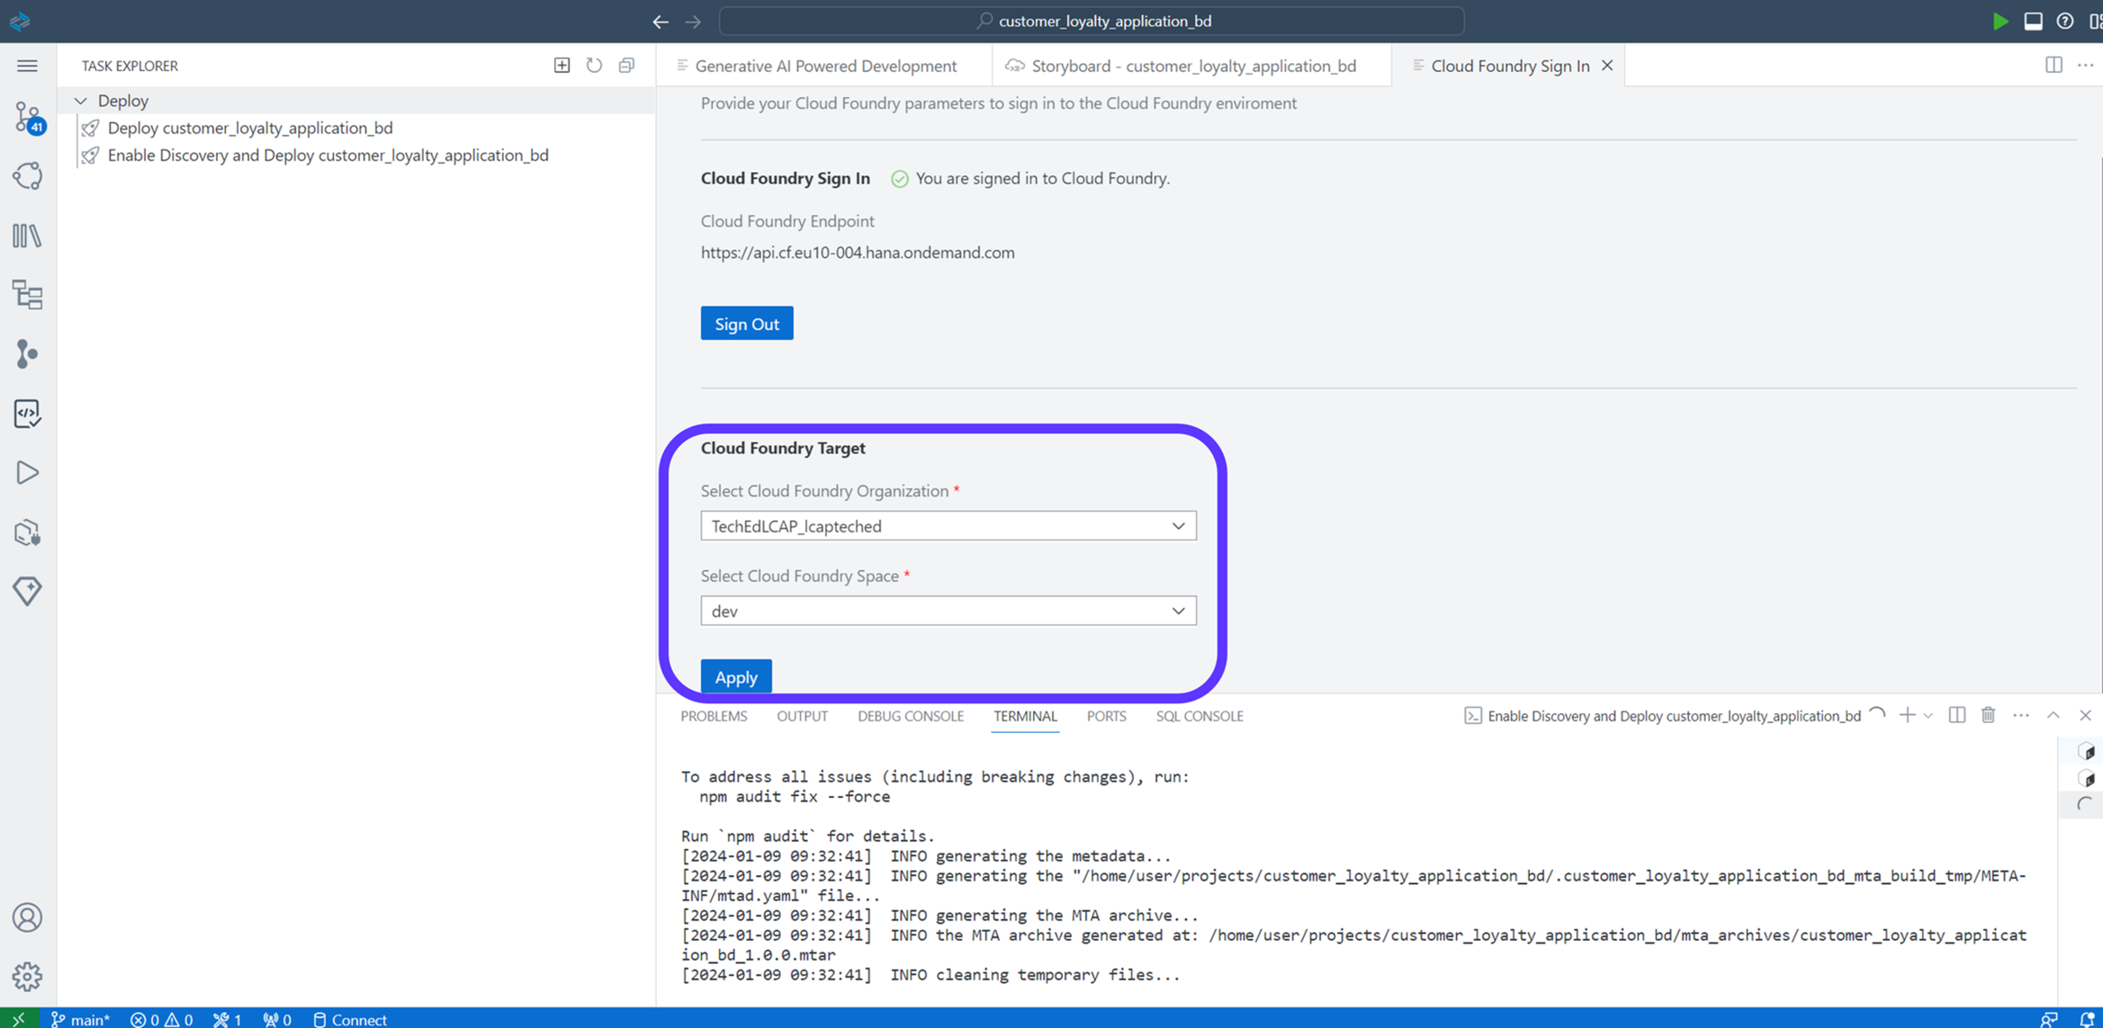 customer_loyalty_application_bd
TASK EXPLORER
Deploy
Deploy customer_loyalty_application_bd
Enable Discovery and Deploy customer_loyalty_application_bd
41
Generative AI Powered Development
Storyboard - customer_loyalty_application_bd
Cloud Foundry Sign In
Provide your Cloud Foundry parameters to sign in to the Cloud Foundry enviroment
Cloud Foundry Sign In
You are signed in to Cloud Foundry.
Cloud Foundry Endpoint
https://api.cf.eu10-004.hana.ondemand.com
Sign Out
Cloud Foundry Target
Select Cloud Foundry Organization *
TechEdLCAP_lcapteched
Select Cloud Foundry Space *
dev
Apply
PROBLEMS OUTPUT DEBUG CONSOLE TERMINAL PORTS SQL CONSOLE
Enable Discovery and Deploy customer_loyalty_application_bd
To address all issues (including breaking changes), run:
npm audit fix --force
Run `npm audit` for details.
[2024-01-09 09:32:41] INFO generating the metadata...
[2024-01-09 09:32:41] INFO generating the "/home/user/projects/customer_loyalty_application_bd/.customer_loyalty_application_bd_mta_build_tmp/META-
INF/mtad.yaml" file...
[2024-01-09 09:32:41] INFO generating the MTA archive...
[2024-01-09 09:32:41] INFO the MTA archive generated at: /home/user/projects/customer_loyalty_application_bd/mta_archives/customer_loyalty_applicat
ion_bd_1.0.0.mtar
[2024-01-09 09:32:41] INFO cleaning temporary files...
main* 0 0 1 0 Connect